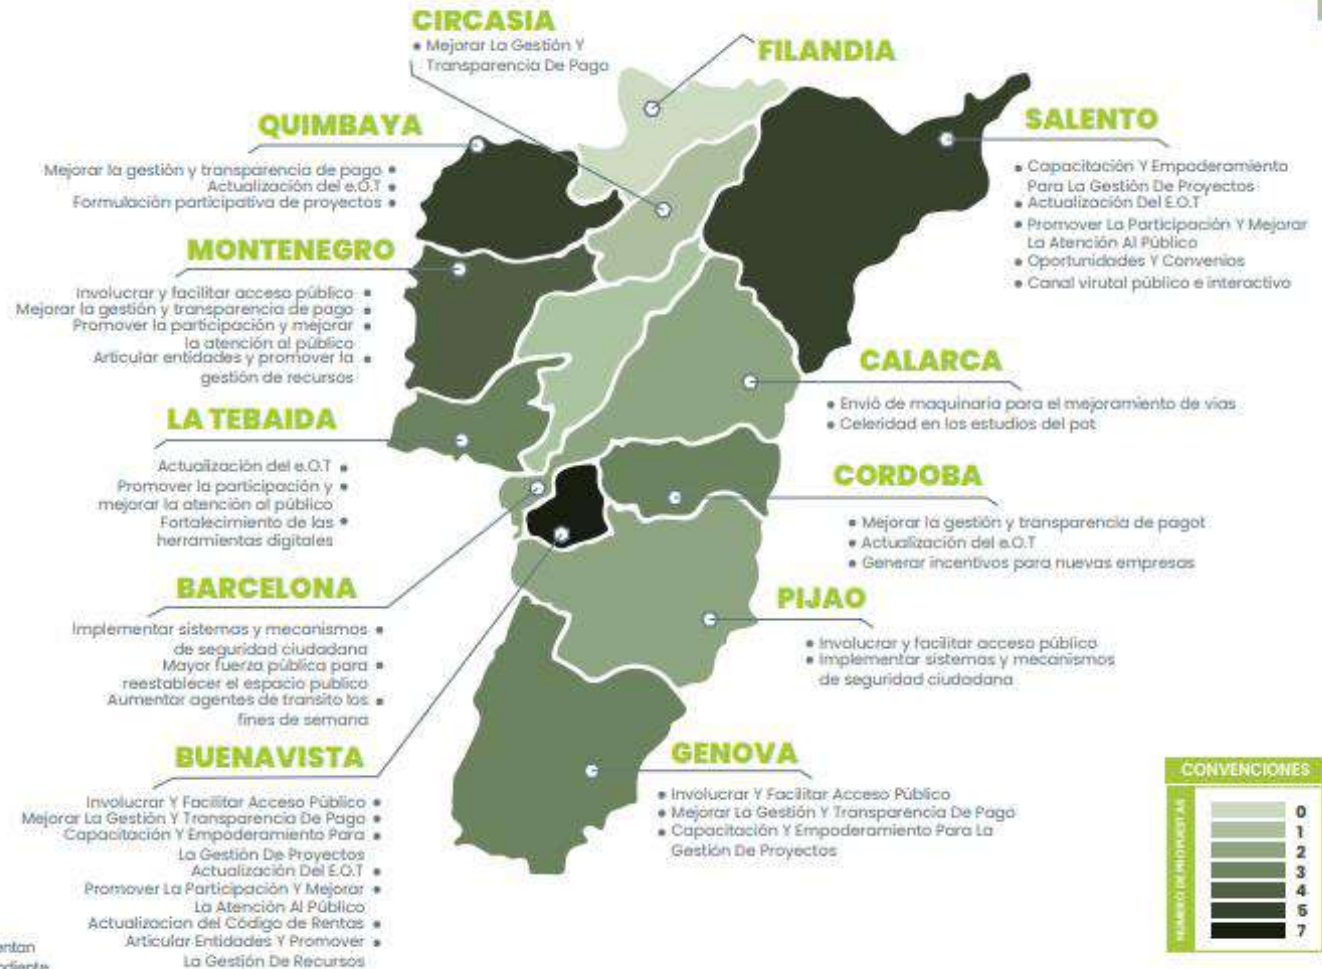 CIRCASIA
• Mejorar La Gestión Y
Transparencia De Pago
FILANDIA
QUIMBAYA
Mejorar la gestión y transparencia de pago •
Actualización del e.O.T •
Formulación participativa de proyectos •
SALENTO
• Capacitación Y Empoderamiento
Para La Gestión De Proyectos
• Actualización Del E.O.T
• Promover La Participación Y Mejorar
La Atención Al Público
• Oportunidades Y Convenios
• Canal virutal público e interactivo
MONTENEGRO
Involucrar y facilitar acceso público •
Mejorar la gestión y transparencia de pago •
Promover la participación y mejorar •
la atención al público
Articular entidades y promover la •
gestión de recursos
CALARCA
• Envió de maquinaria para el mejoramiento de vias
• Celeridad en los estudios del pot
LA TEBAIDA
Actualización del e.O.T •
Promover la participación y •
mejorar la atención al público
Fortalecimiento de las •
herramientas digitales
CORDOBA
• Mejorar la gestión y transparencia de pagot
• Actualización del e.O.T
• Generar incentivos para nuevas empresas
BARCELONA
Implementar sistemas y mecanismos •
de seguridad ciudadana
Mayor fuerza pública para •
reestablecer el espacio publico
Aumentar agentes de transito los •
fines de semana
PIJAO
• Involucrar y facilitar acceso público
• Implementar sistemas y mecanismos
de seguridad ciudadana
BUENAVISTA
Involucrar Y Facilitar Acceso Público •
Mejorar La Gestión Y Transparencia De Pago •
Capacitación Y Empoderamiento Para •
La Gestión De Proyectos
Actualización Del E.O.T •
Promover La Participación Y Mejorar •
La Atención Al Público
Actualizacion del Código de Rentas •
Articular Entidades Y Promover •
La Gestión De Recursos
GENOVA
• Involucrar Y Facilitar Acceso Público
• Mejorar La Gestión Y Transparencia De Pago
• Capacitación Y Empoderamiento Para La
Gestión De Proyectos
CONVENCIONES
NÚMERO DE PROPUESTAS
0
1
2
3
4
5
7